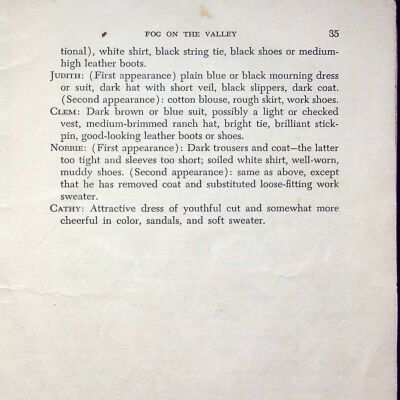 FOG ON THE VALLEY 35
tional), white shirt, black string tie, black shoes or medium-
high leather boots.
JUDITH: (First appearance) plain blue or black mourning dress
or suit, dark hat with short veil, black slippers, dark coat.
(Second appearance): cotton blouse, rough skirt, work shoes.
CLEM: Dark brown or blue suit, possibly a light or checked
vest, medium-brimmed ranch hat, bright tie, brilliant stick-
pin, good-looking leather boots or shoes.
NORRIE: (First appearance): Dark trousers and coat—the latter
too tight and sleeves too short; soiled white shirt, well-worn,
muddy shoes. (Second appearance): same as above, except
that he has removed coat and substituted loose-fitting work
sweater.
CATHY: Attractive dress of youthful cut and somewhat more
cheerful in color, sandals, and soft sweater.